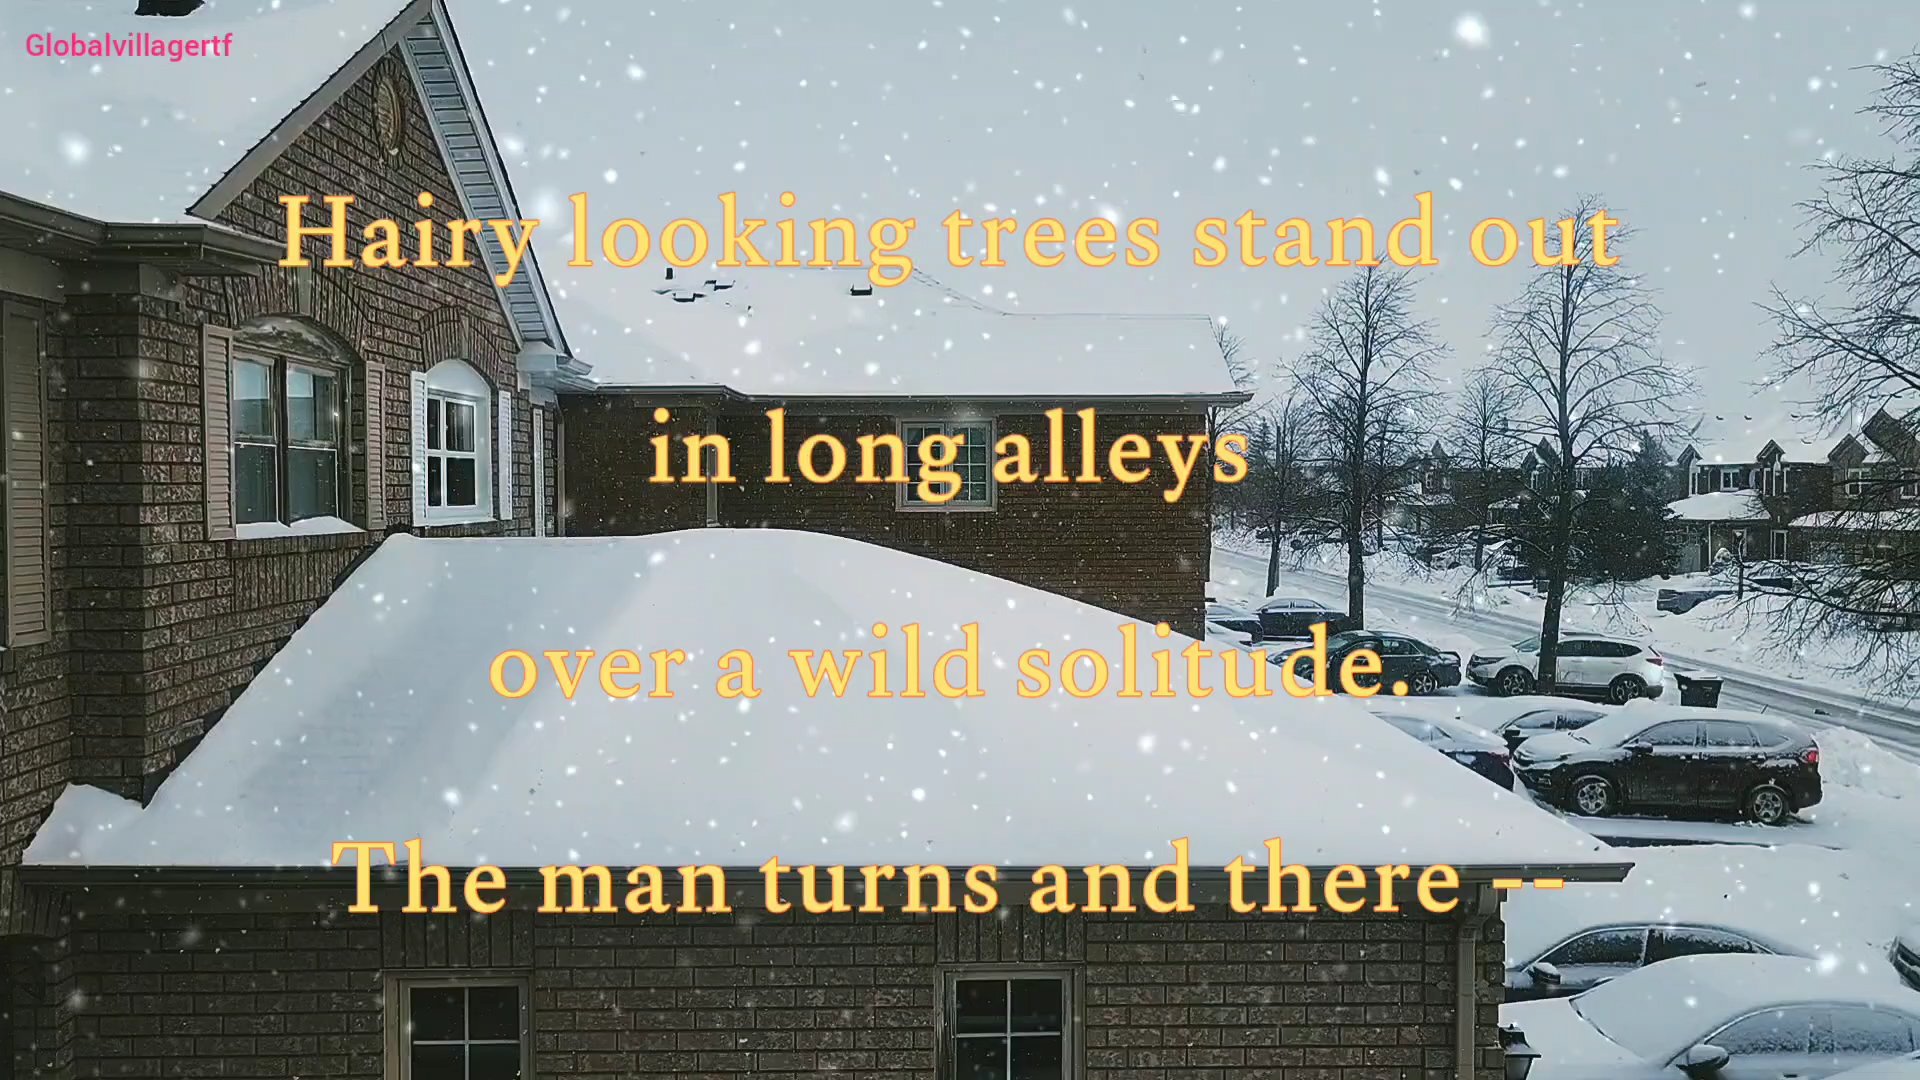 Globalvillagertf
Hairy looking trees stand out
in long alleys
over a wild solitude.
The man turns and there --